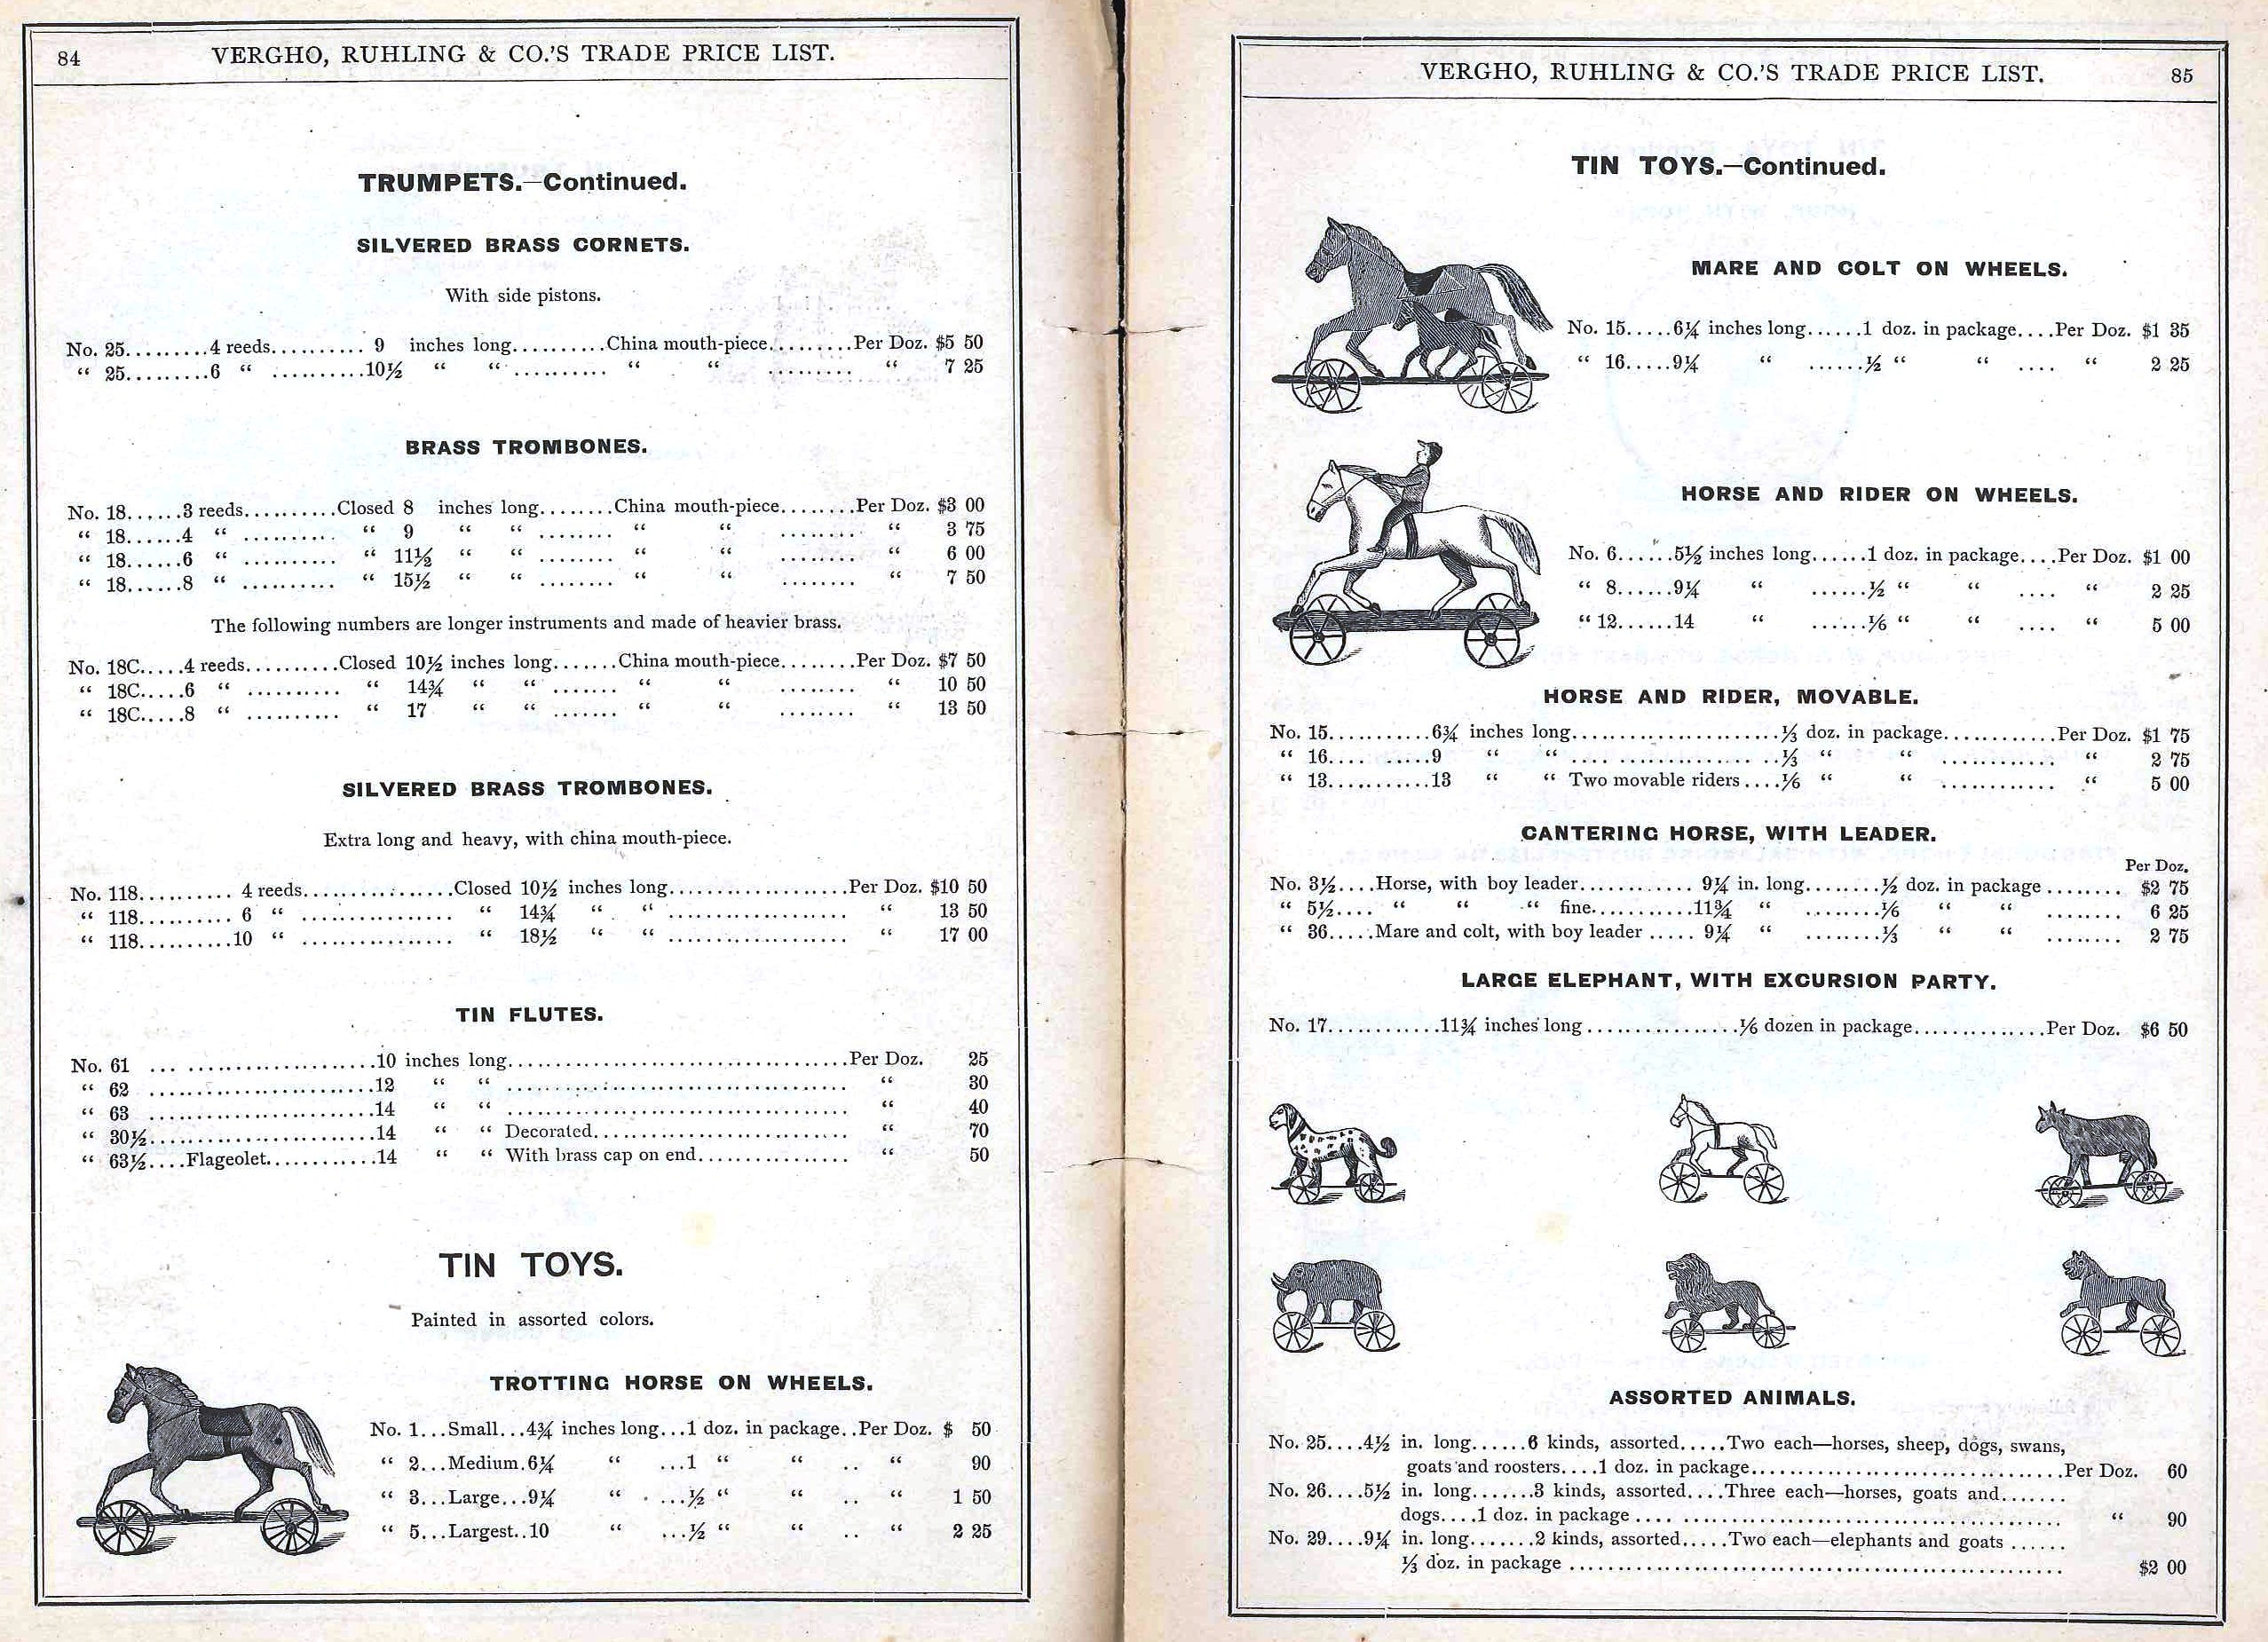 84 VERGHO, RUHLING & CO.'S TRADE PRICE LIST.
TRUMPETS.—Continued.
SILVERED BRASS CORNETS.
With side pistons.
No. 25.........4 reeds.......... 9 inches long..........China mouth-piece.........Per Doz. $5 50
“ 25.........6 “ ..........10½ “ “ .......... “ “ ......... “ 7 25
BRASS TROMBONES.
No. 18......3 reeds..........Closed 8 inches long........China mouth-piece........Per Doz. $3 00
“ 18......4 “ .......... “ 9 “ “ ........ “ “ ........ “ 3 75
“ 18......6 “ .......... “ 11½ “ “ ........ “ “ ........ “ 6 00
“ 18......8 “ .......... “ 15½ “ “ ........ “ “ ........ “ 7 50
The following numbers are longer instruments and made of heavier brass.
No. 18C.....4 reeds..........Closed 10½ inches long.......China mouth-piece........Per Doz. $7 50
“ 18C.....6 “ .......... “ 14¾ “ “ ....... “ “ ........ “ 10 50
“ 18C.....8 “ .......... “ 17 “ “ ....... “ “ ........ “ 13 50
SILVERED BRASS TROMBONES.
Extra long and heavy, with china mouth-piece.
No. 118.......... 4 reeds................Closed 10½ inches long...................Per Doz. $10 50
“ 118.......... 6 “ ................ “ 14¾ “ “ ................... “ 13 50
“ 118..........10 “ ................ “ 18½ “ “ ................... “ 17 00
TIN FLUTES.
No. 61 ... ....................10 inches long....................................Per Doz. 25
“ 62 ........................12 “ “ .................................... “ 30
“ 63 ........................14 “ “ .................................... “ 40
“ 30½........................14 “ “ Decorated........................... “ 70
“ 63½....Flageolet............14 “ “ With brass cap on end................ “ 50
TIN TOYS.
Painted in assorted colors.
TROTTING HORSE ON WHEELS.
No. 1...Small...4¾ inches long...1 doz. in package..Per Doz. $ 50
“ 2...Medium.6¼ “ ...1 “ “ .. “ 90
“ 3...Large...9¼ “ ...½ “ “ .. “ 1 50
“ 5...Largest..10 “ ...½ “ “ .. “ 2 25
VERGHO, RUHLING & CO.'S TRADE PRICE LIST. 85
TIN TOYS.—Continued.
MARE AND COLT ON WHEELS.
No. 15.....6¼ inches long......1 doz. in package....Per Doz. $1 35
“ 16.....9¼ “ ......½ “ “ .... “ 2 25
HORSE AND RIDER ON WHEELS.
No. 6......5½ inches long......1 doz. in package....Per Doz. $1 00
“ 8......9¼ “ ......½ “ “ .... “ 2 25
“ 12......14 “ ......⅙ “ “ .... “ 5 00
HORSE AND RIDER, MOVABLE.
No. 15...........6¾ inches long......................⅓ doz. in package............Per Doz. $1 75
“ 16.... .....9 “ “ .... ................⅓ “ “ ............ “ 2 75
“ 13...........13 “ “ Two movable riders ....⅙ “ “ ............ “ 5 00
CANTERING HORSE, WITH LEADER.
Per Doz.
No. 3½....Horse, with boy leader............ 9¼ in. long........½ doz. in package ........ $2 75
“ 5½.... “ “ “ fine...........11¾ “ ........⅙ “ “ ........ 6 25
“ 36.....Mare and colt, with boy leader ..... 9¼ “ ........⅓ “ “ ........ 2 75
LARGE ELEPHANT, WITH EXCURSION PARTY.
No. 17............11¾ inches long................⅙ dozen in package..............Per Doz. $6 50
ASSORTED ANIMALS.
No. 25....4½ in. long......6 kinds, assorted.....Two each—horses, sheep, dogs, swans,
goats and roosters....1 doz. in package..................................Per Doz. 60
No. 26....5½ in. long.......3 kinds, assorted....Three each—horses, goats and.......
dogs....1 doz. in package .... ......................................... “ 90
No. 29....9¼ in. long.......2 kinds, assorted.....Two each—elephants and goats ......
⅓ doz. in package ...................................................... $2 00